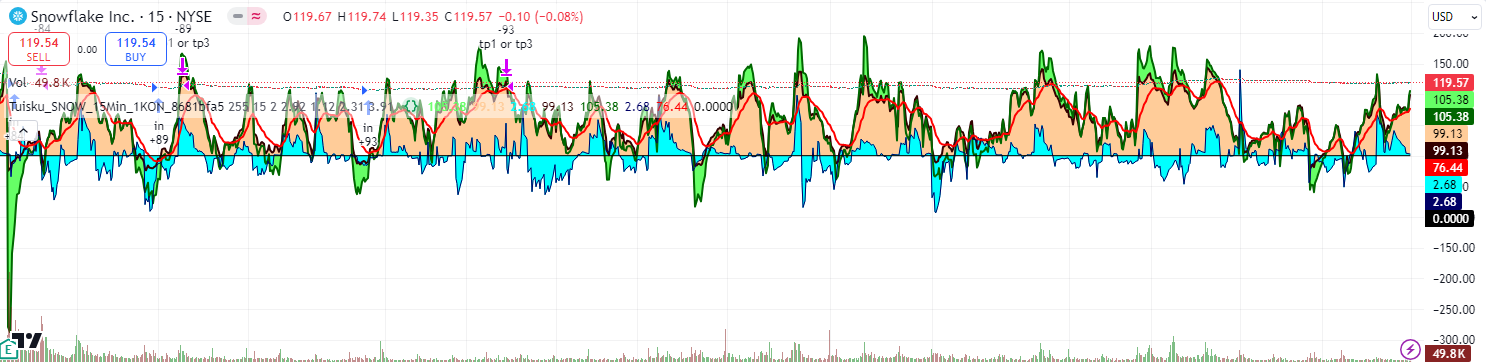 Snowflake Inc. · 15 · NYSE O119.67 H119.74 L119.35 C119.57 −0.10 (−0.08%)
USD
-84
-89
-93
119.54
SELL
0.00
119.54
BUY
or tp3
tp1 or tp3
Vol 49.8 K
Tuisku_SNOW_15Min_1KON_8681bfa5 255 15 2 2.92 1.12 2.31 3.91 99.13 105.38 2.68 76.44 0.0000
in
+89
in
+93
200.00
150.00
119.57
105.38
105.38
99.13
99.13
76.44
2.68
2.68
0.0000
−150.00
−200.00
−250.00
−300.00
49.8K
E